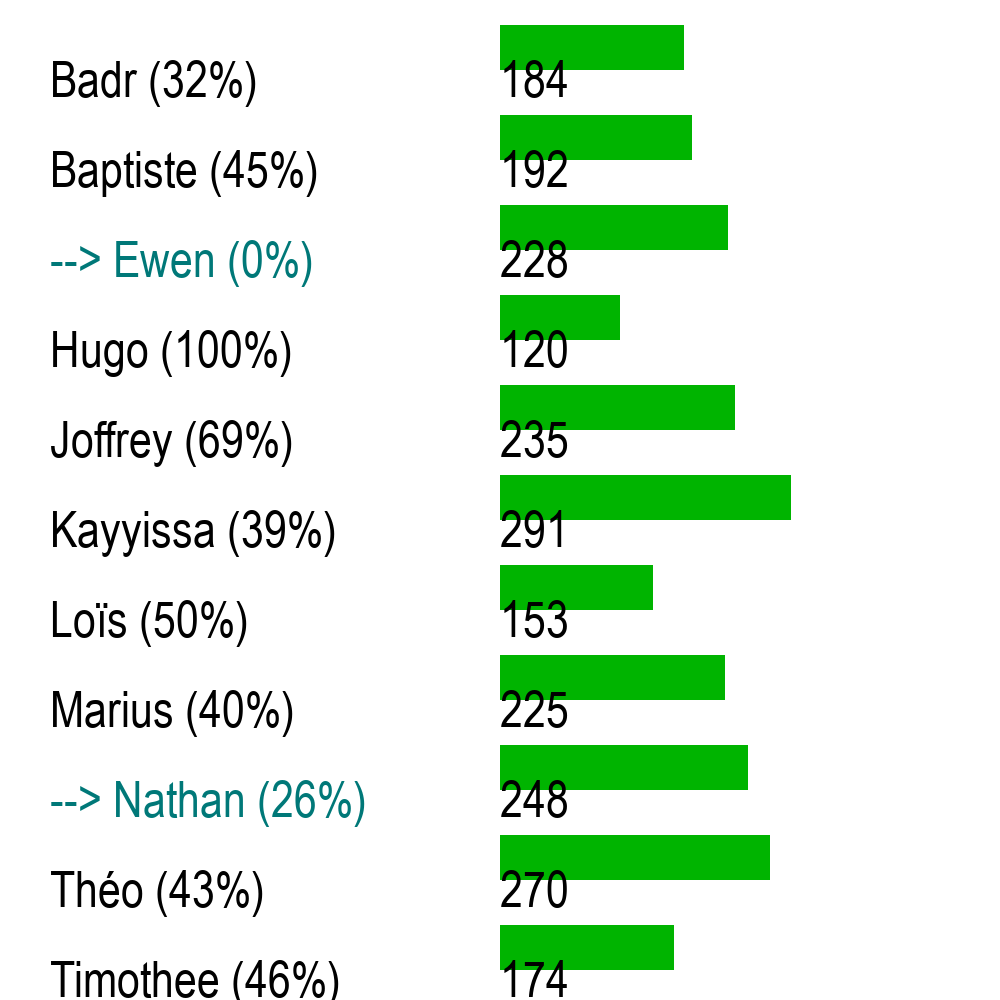 Badr (32%) 184
Baptiste (45%) 192
--> Ewen (0%) 228
Hugo (100%) 120
Joffrey (69%) 235
Kayyissa (39%) 291
Loïs (50%) 153
Marius (40%) 225
--> Nathan (26%) 248
Théo (43%) 270
Timothee (46%) 174